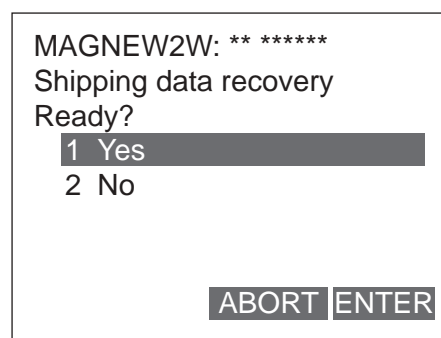 MAGNEW2W: ** ******
Shipping data recovery
Ready?
1 Yes
2 No
ABORT ENTER